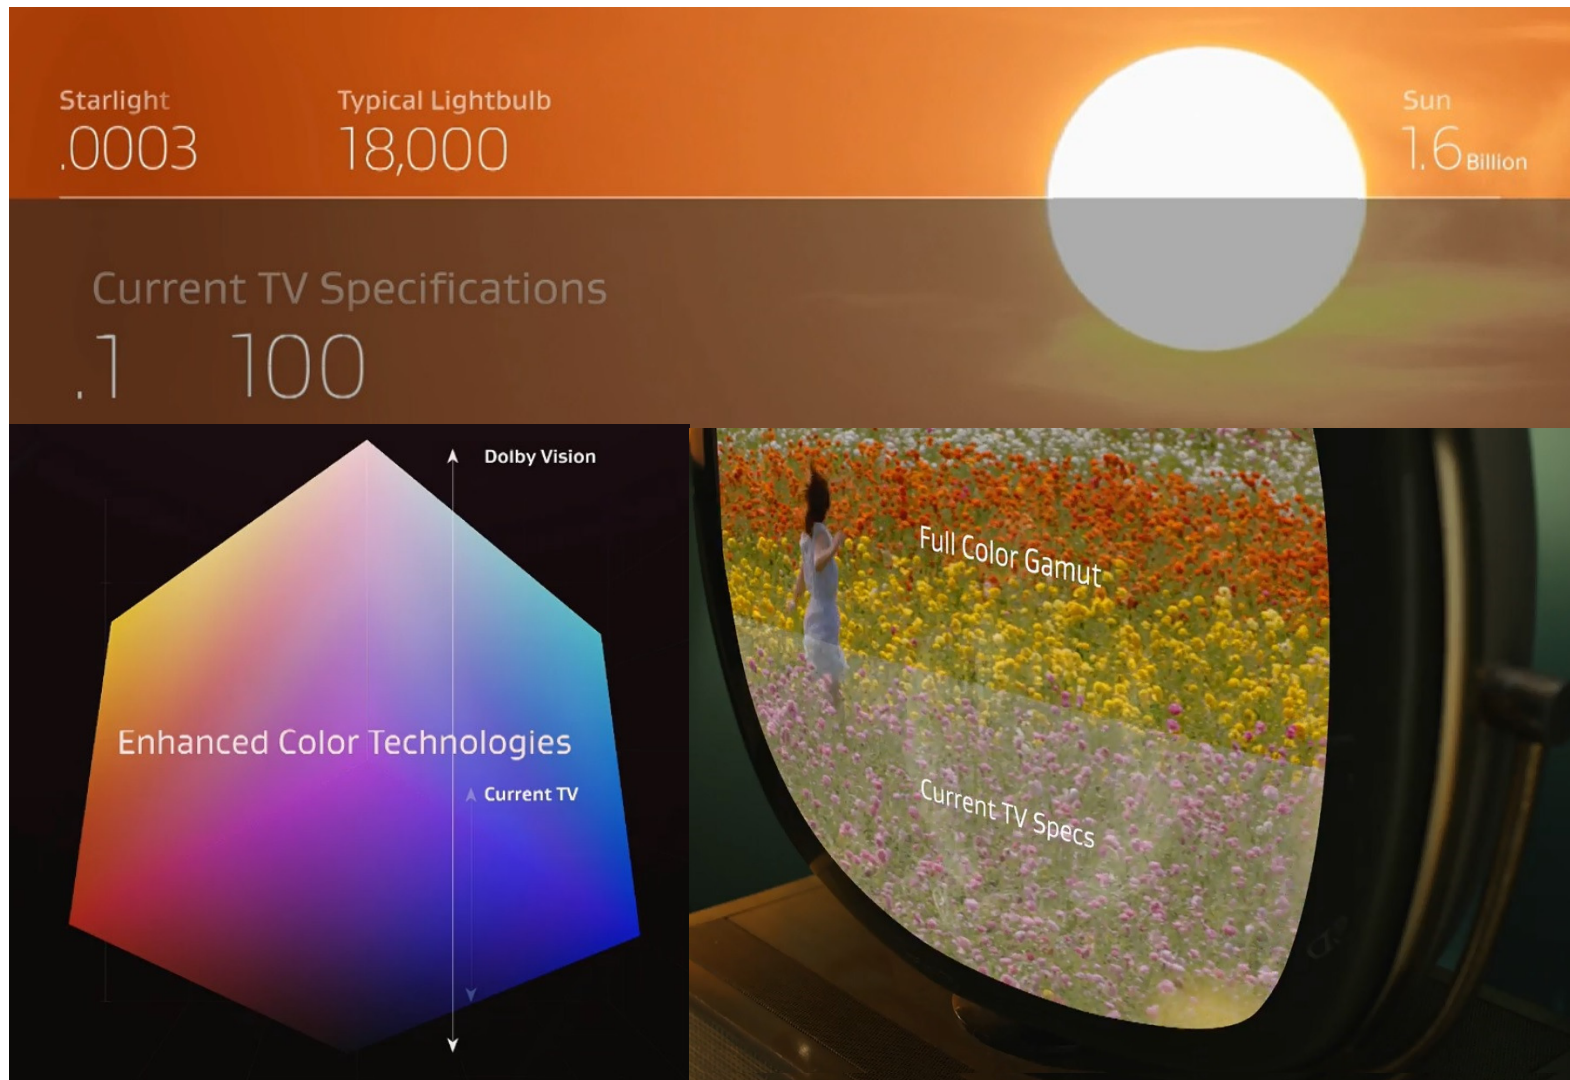 Starlight
.0003
Typical Lightbulb
18,000
Sun
1.6 Billion
Current TV Specifications
.1 100
Dolby Vision
Enhanced Color Technologies
Current TV
Full Color Gamut
Current TV Specs